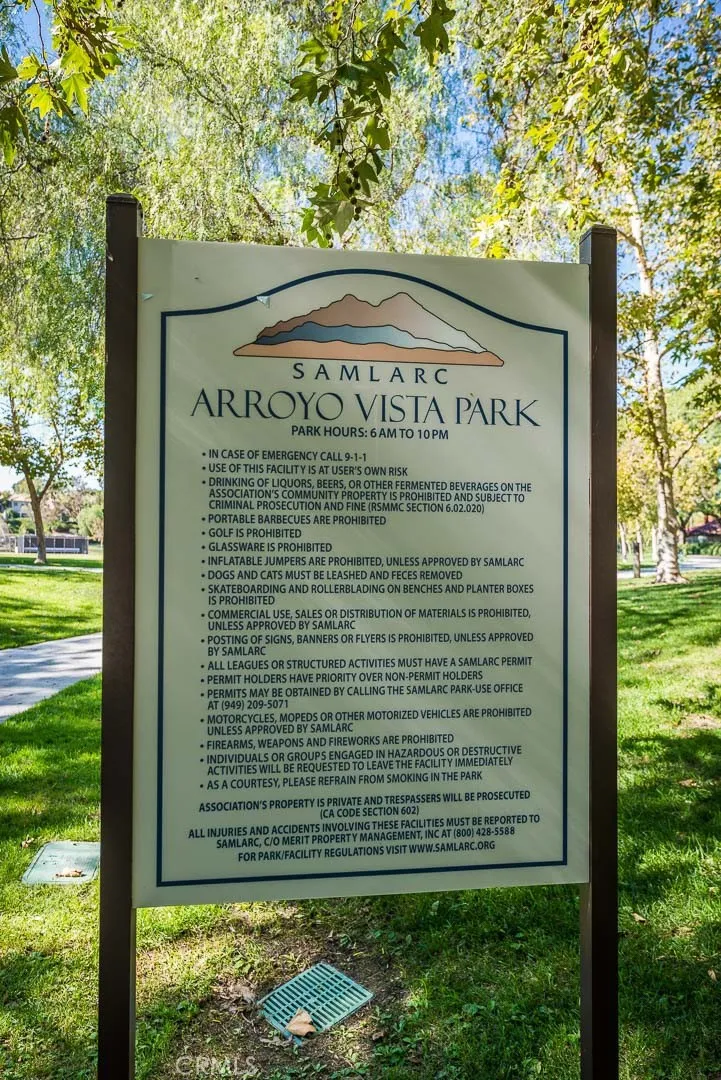 SAMLARC
ARROYO VISTA PARK
PARK HOURS: 6 AM TO 10 PM
• IN CASE OF EMERGENCY CALL 9-1-1
• USE OF THIS FACILITY IS AT USER'S OWN RISK
• DRINKING OF LIQUORS, BEERS, OR OTHER FERMENTED BEVERAGES ON THE
ASSOCIATION'S COMMUNITY PROPERTY IS PROHIBITED AND SUBJECT TO
CRIMINAL PROSECUTION AND FINE (RSMMC SECTION 6.02.020)
• PORTABLE BARBECUES ARE PROHIBITED
• GOLF IS PROHIBITED
• GLASSWARE IS PROHIBITED
• INFLATABLE JUMPERS ARE PROHIBITED, UNLESS APPROVED BY SAMLARC
• DOGS AND CATS MUST BE LEASHED AND FECES REMOVED
• SKATEBOARDING AND ROLLERBLADING ON BENCHES AND PLANTER BOXES
IS PROHIBITED
• COMMERCIAL USE, SALES OR DISTRIBUTION OF MATERIALS IS PROHIBITED,
UNLESS APPROVED BY SAMLARC
• POSTING OF SIGNS, BANNERS OR FLYERS IS PROHIBITED, UNLESS APPROVED
BY SAMLARC
• ALL LEAGUES OR STRUCTURED ACTIVITIES MUST HAVE A SAMLARC PERMIT
• PERMIT HOLDERS HAVE PRIORITY OVER NON-PERMIT HOLDERS
• PERMITS MAY BE OBTAINED BY CALLING THE SAMLARC PARK-USE OFFICE
AT (949) 209-5071
• MOTORCYCLES, MOPEDS OR OTHER MOTORIZED VEHICLES ARE PROHIBITED
UNLESS APPROVED BY SAMLARC
• FIREARMS, WEAPONS AND FIREWORKS ARE PROHIBITED
• INDIVIDUALS OR GROUPS ENGAGED IN HAZARDOUS OR DESTRUCTIVE
ACTIVITIES WILL BE REQUESTED TO LEAVE THE FACILITY IMMEDIATELY
• AS A COURTESY, PLEASE REFRAIN FROM SMOKING IN THE PARK
ASSOCIATION'S PROPERTY IS PRIVATE AND TRESPASSERS WILL BE PROSECUTED
(CA CODE SECTION 602)
ALL INJURIES AND ACCIDENTS INVOLVING THESE FACILITIES MUST BE REPORTED TO
SAMLARC, C/O MERIT PROPERTY MANAGEMENT, INC AT (800) 428-5588
FOR PARK/FACILITY REGULATIONS VISIT WWW.SAMLARC.ORG
CRMLS